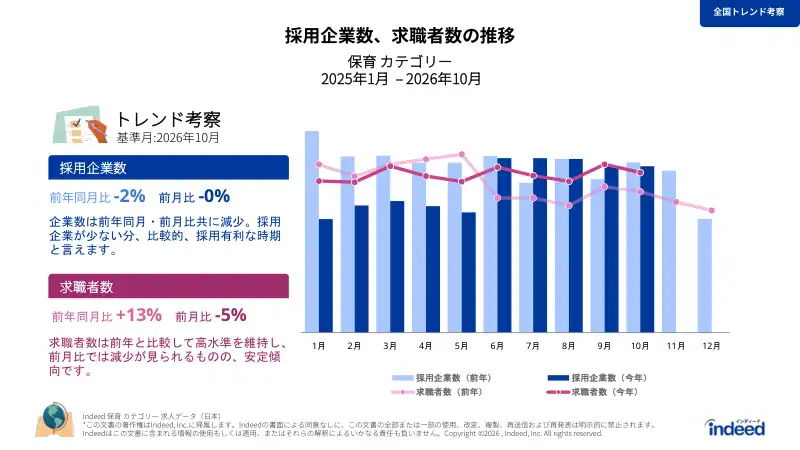 全国トレンド考察
採用企業数、求職者数の推移
保育 カテゴリー
2025年1月 – 2026年10月
トレンド考察
基準月:2026年10月
採用企業数
前年同月比 -2% 前月比 -0%
企業数は前年同月・前月比共に減少。採用
企業が少ない分、比較的、採用有利な時期
と言えます。
求職者数
前年同月比 +13% 前月比 -5%
求職者数は前年と比較して高水準を維持し、
前月比では減少が見られるものの、安定傾
向です。
1月 2月 3月 4月 5月 6月 7月 8月 9月 10月 11月 12月
採用企業数（前年） 採用企業数（今年）
求職者数（前年） 求職者数（今年）
Indeed 保育 カテゴリー 求人データ（日本）
*この文書の著作権はIndeed, Inc.に帰属します。Indeedの書面による同意なしに、この文書の全部または一部の使用、改変、複製、再送信および再発表は明示的に禁止されます。
Indeedはこの文書に含まれる情報の使用もしくは適用、またはそれらの解釈によるいかなる責任も負いません。Copyright ©2026 , Indeed, Inc. All rights reserved.
インディード
indeed